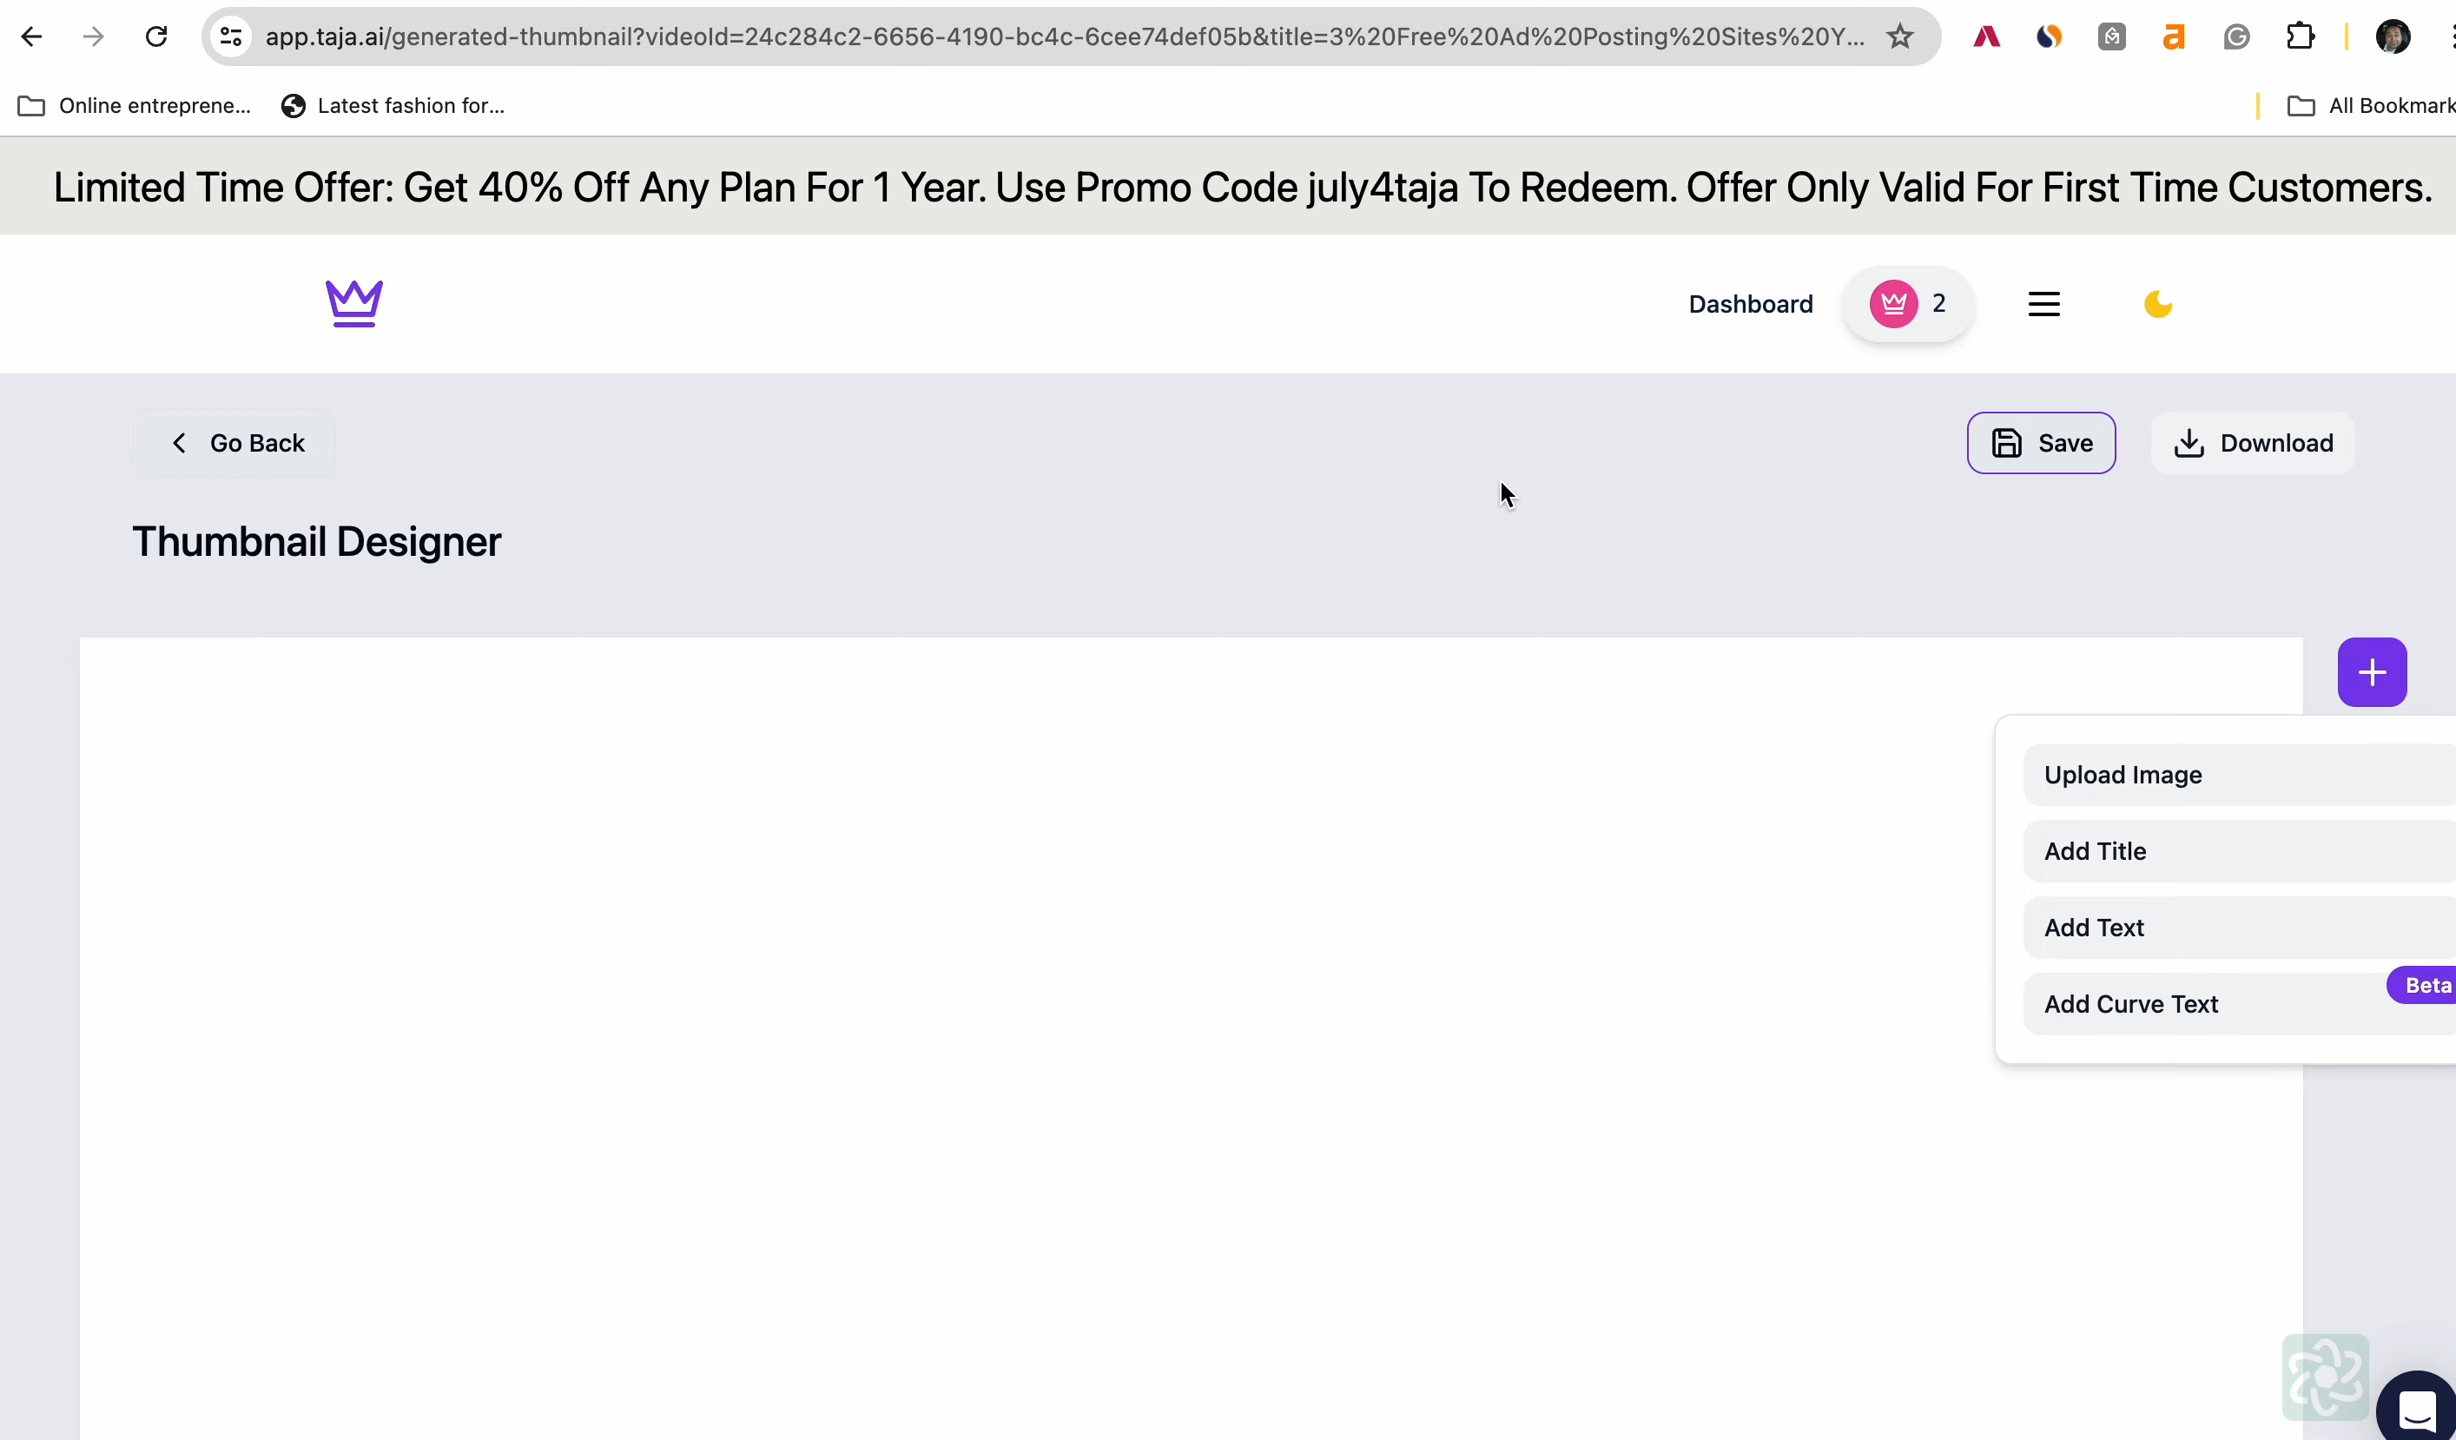 app.taja.ai/generated-thumbnail?videoId=24c284c2-6656-4190-bc4c-6cee74def05b&title=3%20Free%20Ad%20Posting%20Sites%20Y...
Online entreprene...
Latest fashion for...
All Bookmark
Limited Time Offer: Get 40% Off Any Plan For 1 Year. Use Promo Code july4taja To Redeem. Offer Only Valid For First Time Customers.
Dashboard
2
Go Back
Save
Download
Thumbnail Designer
Upload Image
Add Title
Add Text
Beta
Add Curve Text